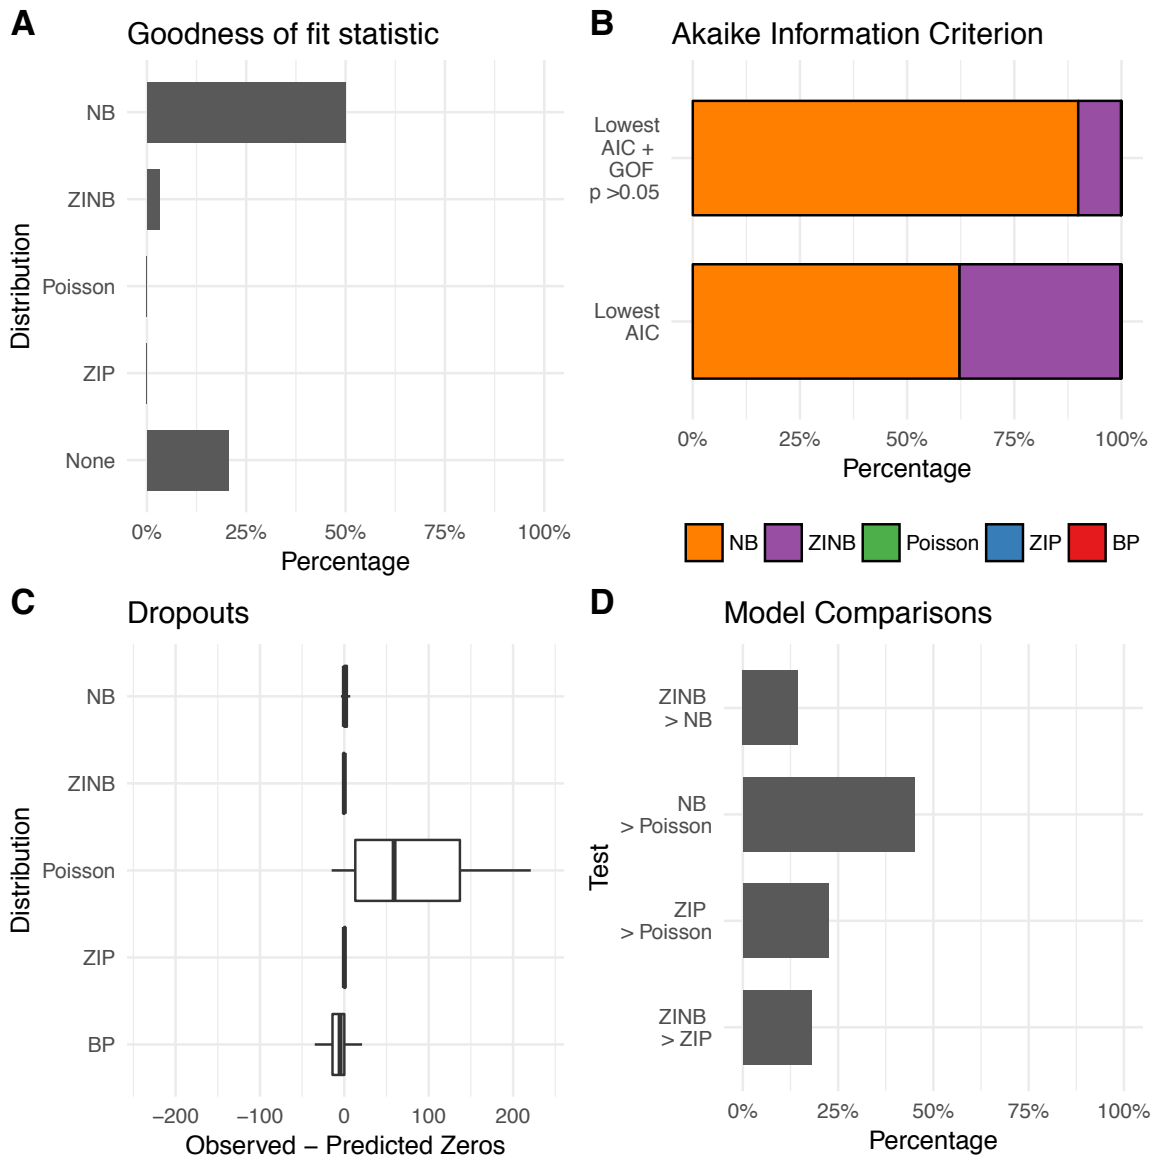 A
Goodness of fit statistic
Distribution
NB
ZINB
Poisson
ZIP
None
0% 25% 50% 75% 100%
Percentage
B
Akaike Information Criterion
Lowest
AIC +
GOF
p >0.05
Lowest
AIC
0% 25% 50% 75% 100%
Percentage
NB ZINB Poisson ZIP BP
C
Dropouts
Distribution
NB
ZINB
Poisson
ZIP
BP
−200 −100 0 100 200
Observed − Predicted Zeros
D
Model Comparisons
Test
ZINB
> NB
NB
> Poisson
ZIP
> Poisson
ZINB
> ZIP
0% 25% 50% 75% 100%
Percentage